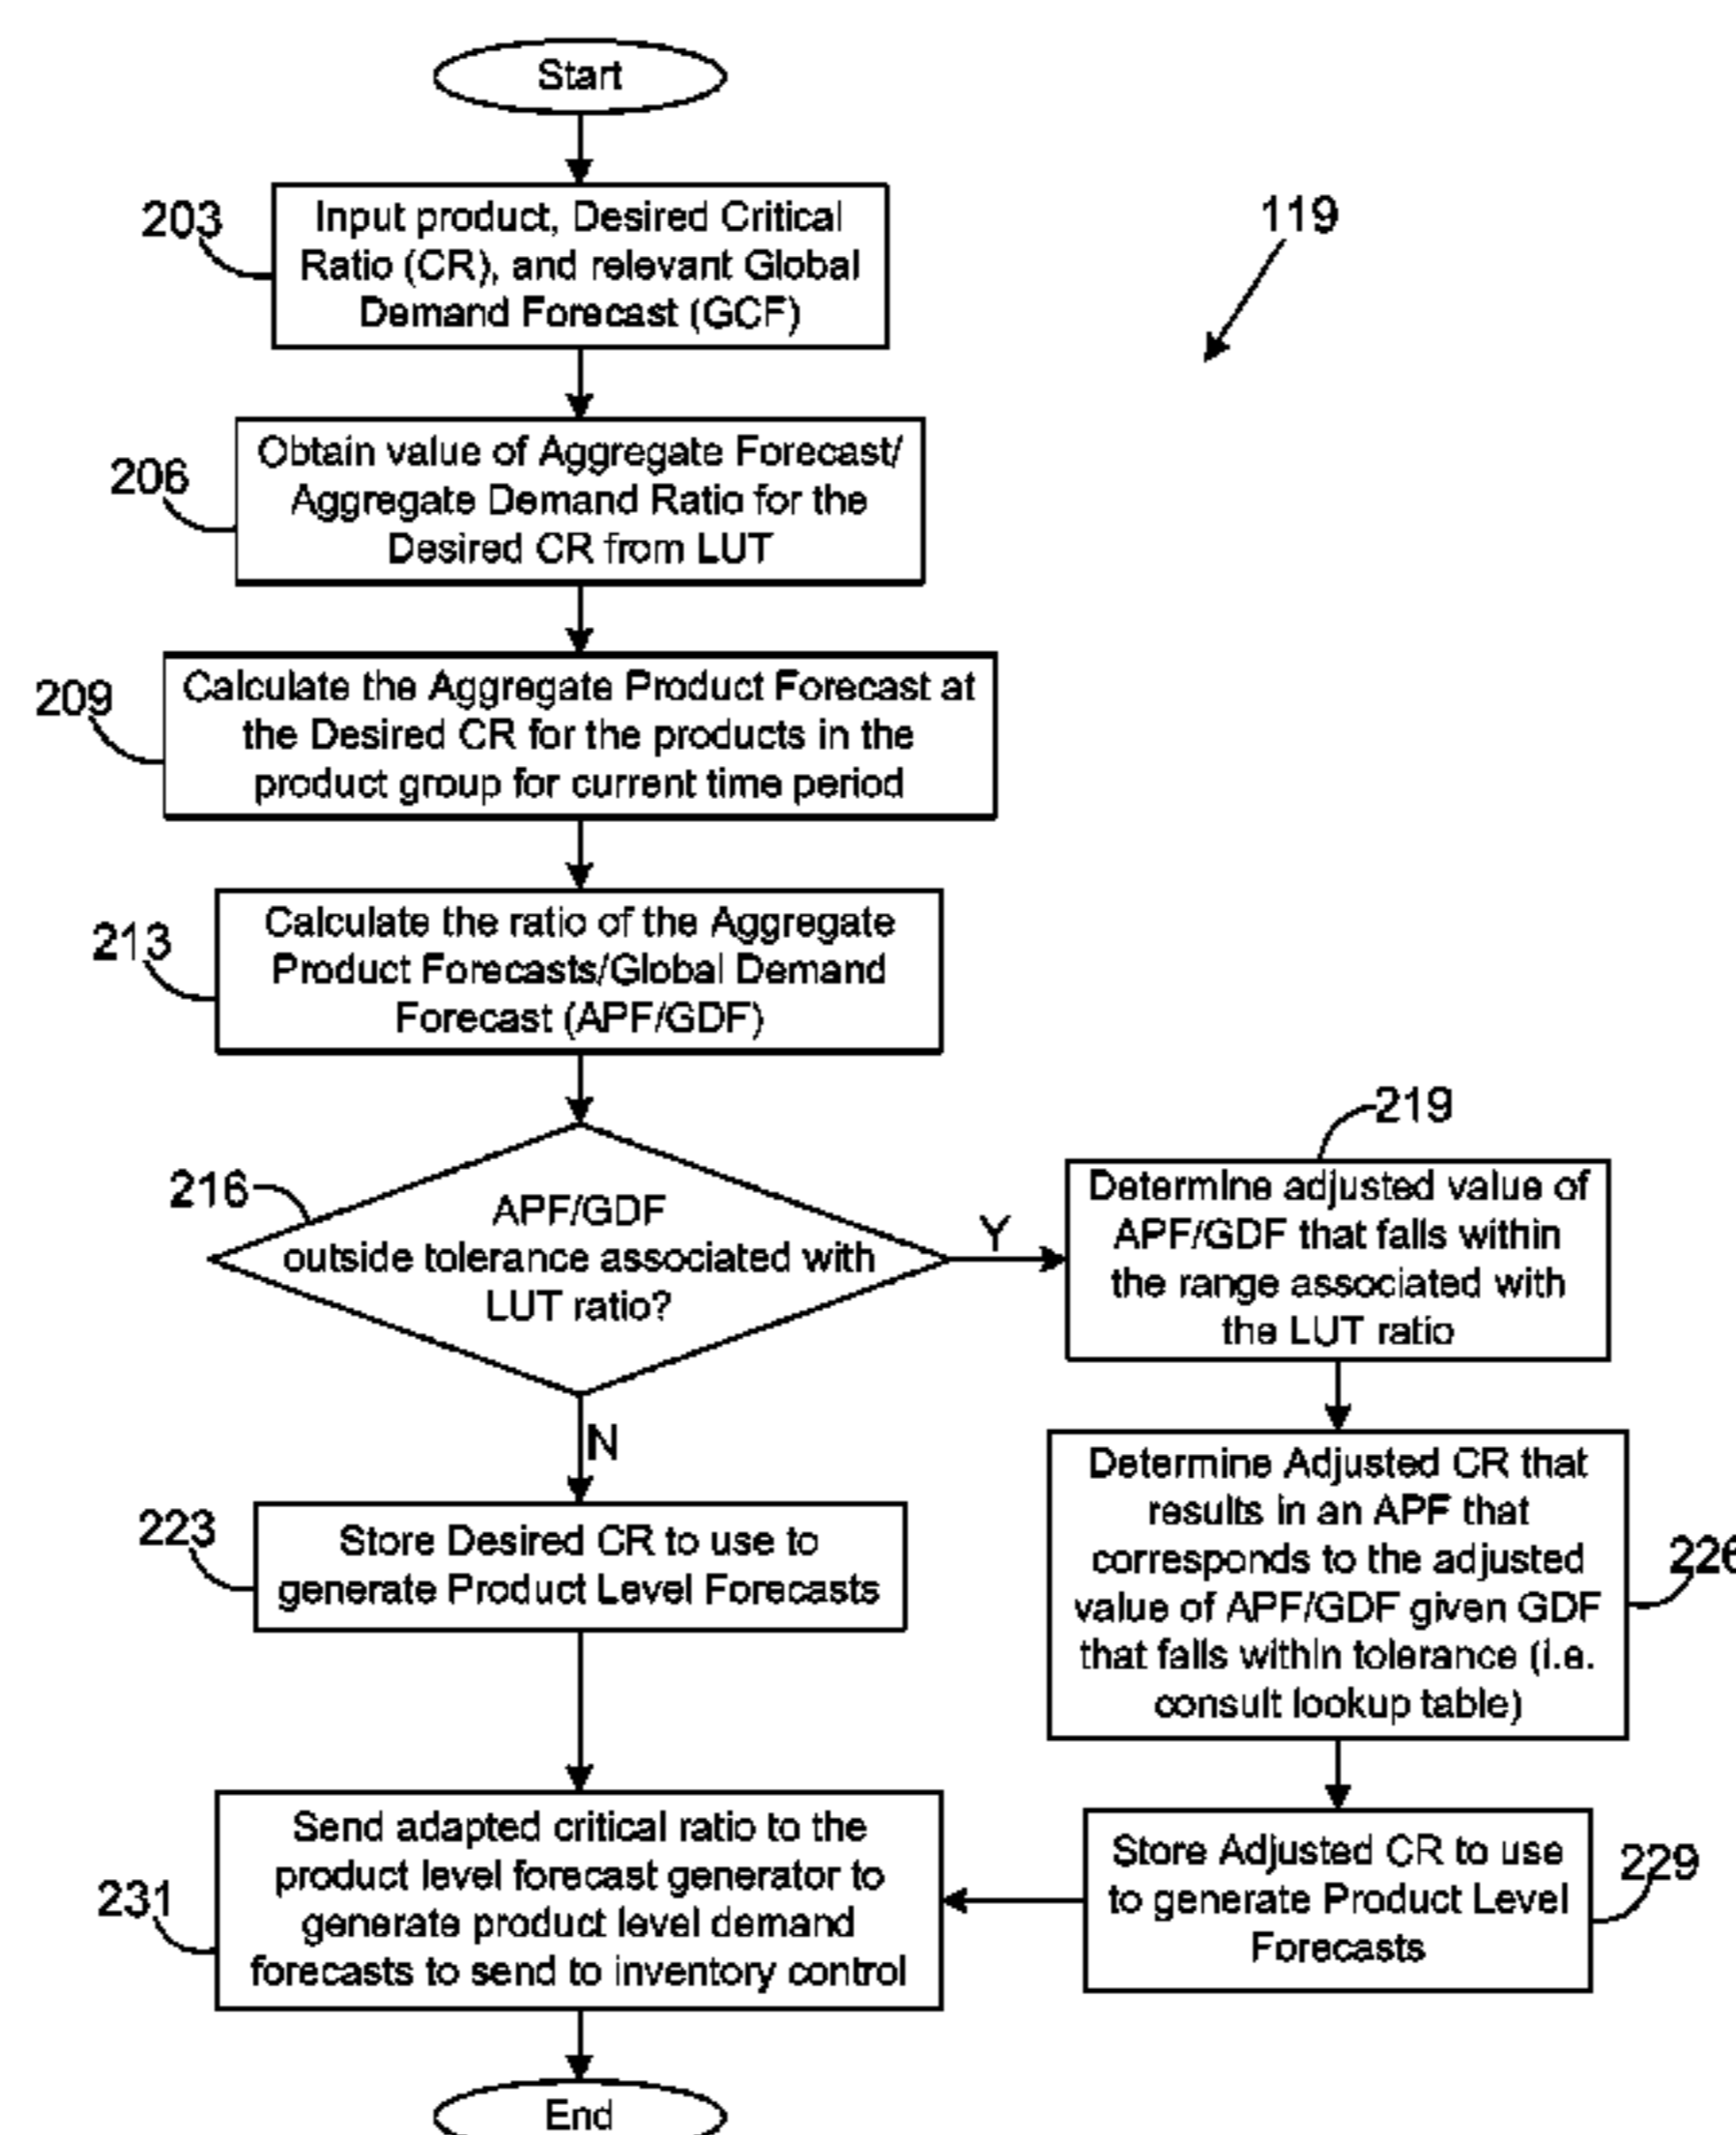 Start
203
Input product, Desired Critical
Ratio (CR), and relevant Global
Demand Forecast (GCF)
119
206
Obtain value of Aggregate Forecast/
Aggregate Demand Ratio for the
Desired CR from LUT
209
Calculate the Aggregate Product Forecast at
the Desired CR for the products in the
product group for current time period
213
Calculate the ratio of the Aggregate
Product Forecasts/Global Demand
Forecast (APF/GDF)
216
APF/GDF
outside tolerance associated with
LUT ratio?
Y
N
219
Determine adjusted value of
APF/GDF that falls within
the range associated with
the LUT ratio
223
Store Desired CR to use to
generate Product Level Forecasts
226
Determine Adjusted CR that
results in an APF that
corresponds to the adjusted
value of APF/GDF given GDF
that falls within tolerance (i.e.
consult lookup table)
229
Store Adjusted CR to use
to generate Product Level
Forecasts
231
Send adapted critical ratio to the
product level forecast generator to
generate product level demand
forecasts to send to inventory control
End